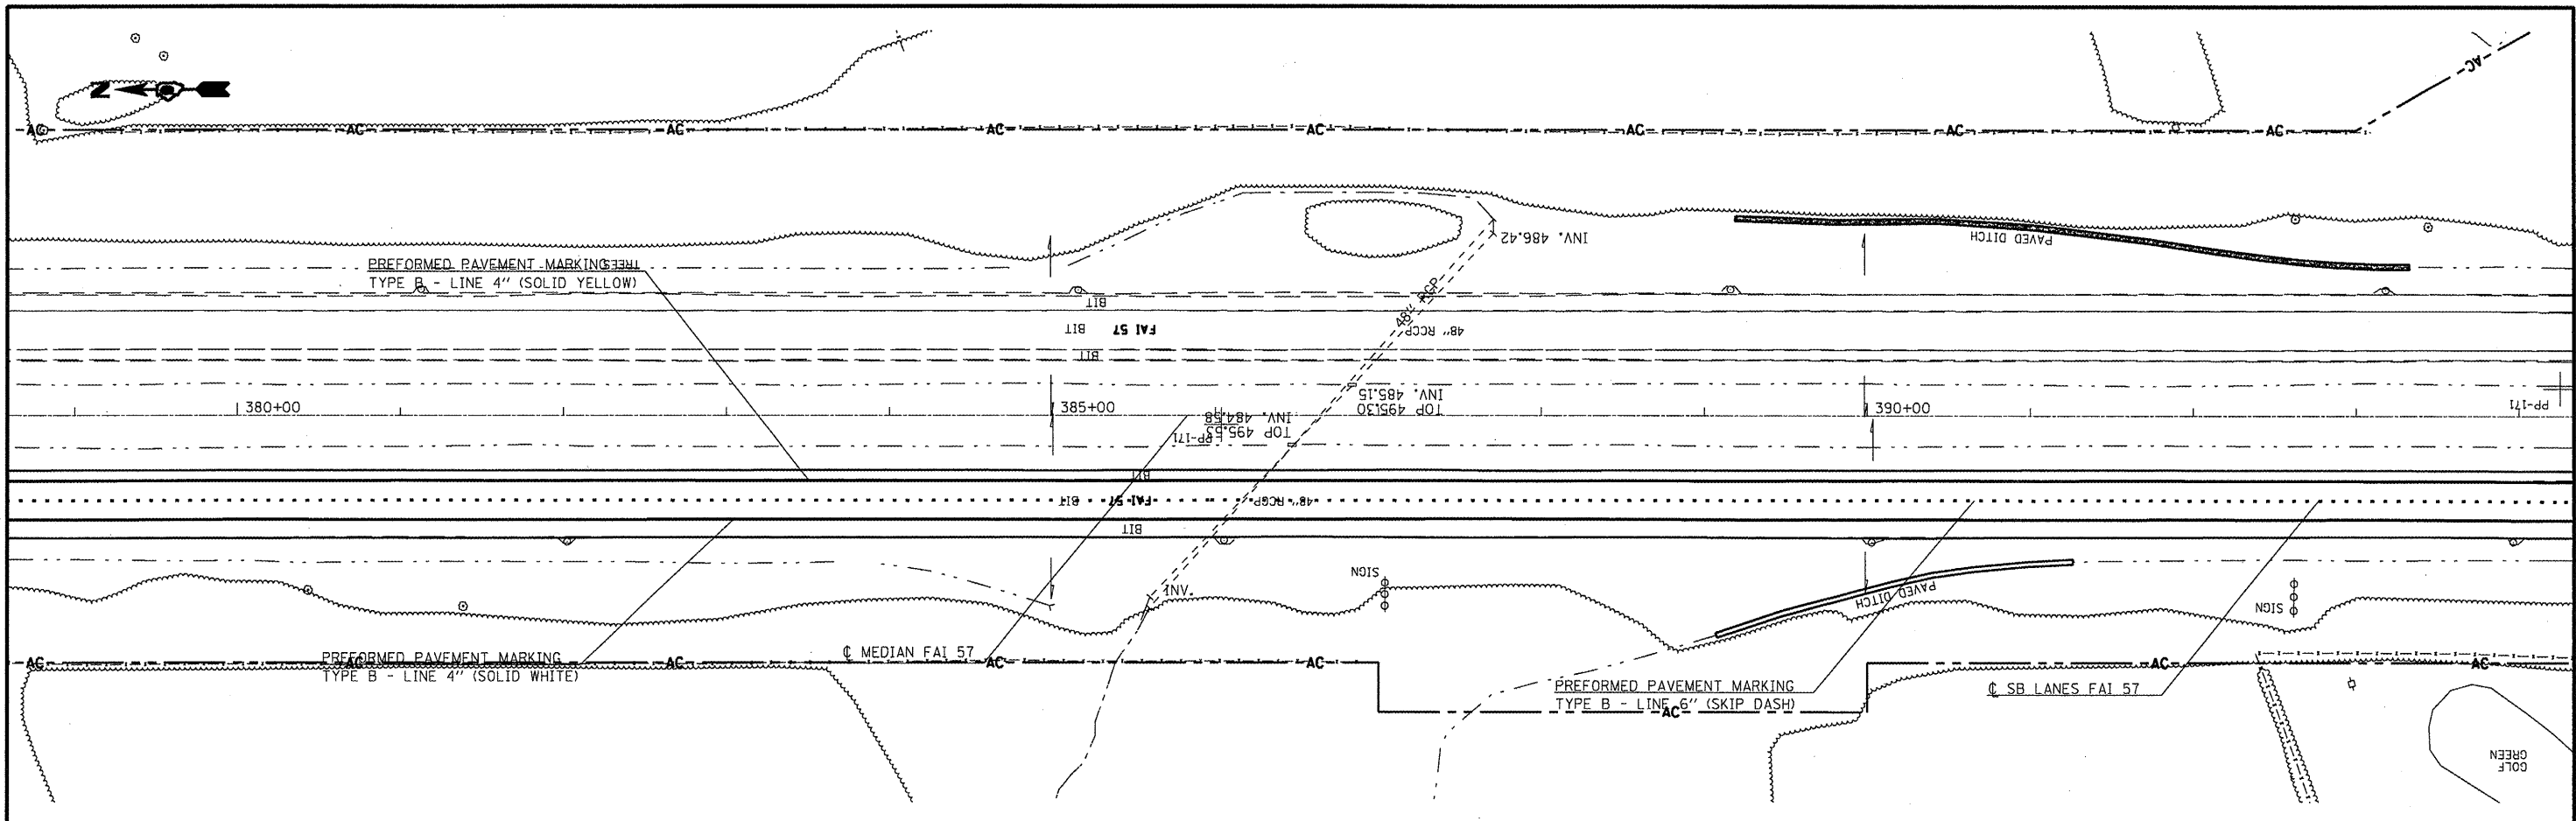 N
AC AC AC AC AC AC AC AC
AC
INV. 486.42
PAVED DITCH
PREFORMED PAVEMENT MARKING TREES
TYPE B - LINE 4" (SOLID YELLOW)
BIT
48" RCP
BIT FAI 57
48" RCCP
BIT
TOP 495.30
INV. 485.15
380+00
385+00
390+00
PP-171
TOP 495.53
INV. 484.58
PP-171
BIT
BIT FAI 57
48" RCCP
BIT
SIGN
INV.
PAVED DITCH
SIGN
AC AC AC AC AC AC AC
PREFORMED PAVEMENT MARKING
TYPE B - LINE 4" (SOLID WHITE)
℄ MEDIAN FAI 57
PREFORMED PAVEMENT MARKING
TYPE B - LINE 6" (SKIP DASH)
AC
℄ SB LANES FAI 57
GOLF
GREEN